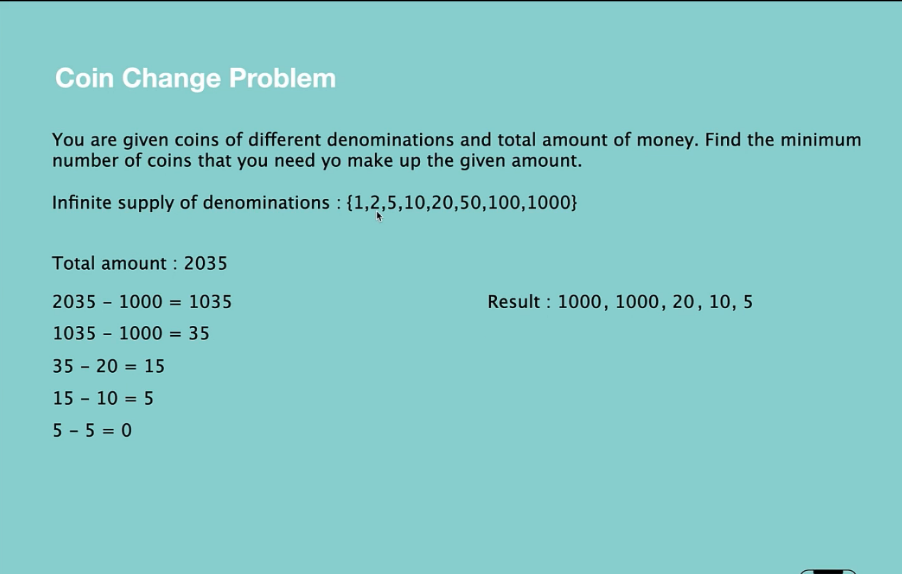 Coin Change Problem
You are given coins of different denominations and total amount of money. Find the minimum
number of coins that you need yo make up the given amount.
Infinite supply of denominations : {1,2,5,10,20,50,100,1000}
Total amount : 2035
2035 – 1000 = 1035
Result : 1000, 1000, 20, 10, 5
1035 – 1000 = 35
35 – 20 = 15
15 – 10 = 5
5 – 5 = 0